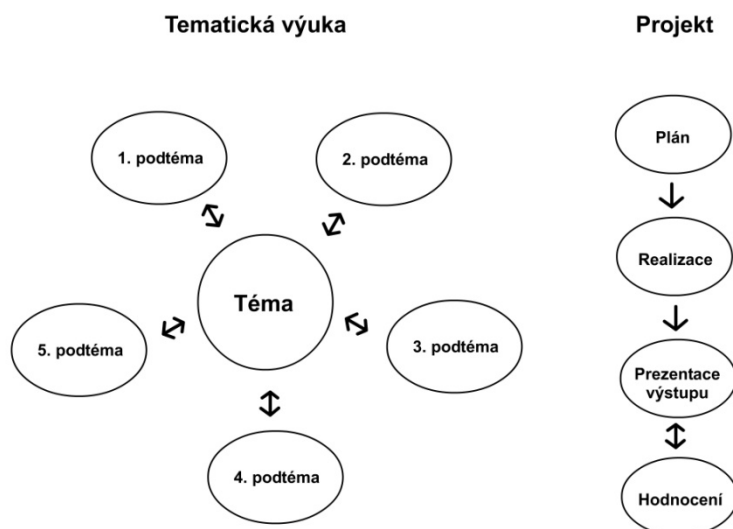 Tematická výuka
Projekt
1. podtéma
2. podtéma
Téma
5. podtéma
3. podtéma
4. podtéma
Plán
Realizace
Prezentace
výstupu
Hodnocení